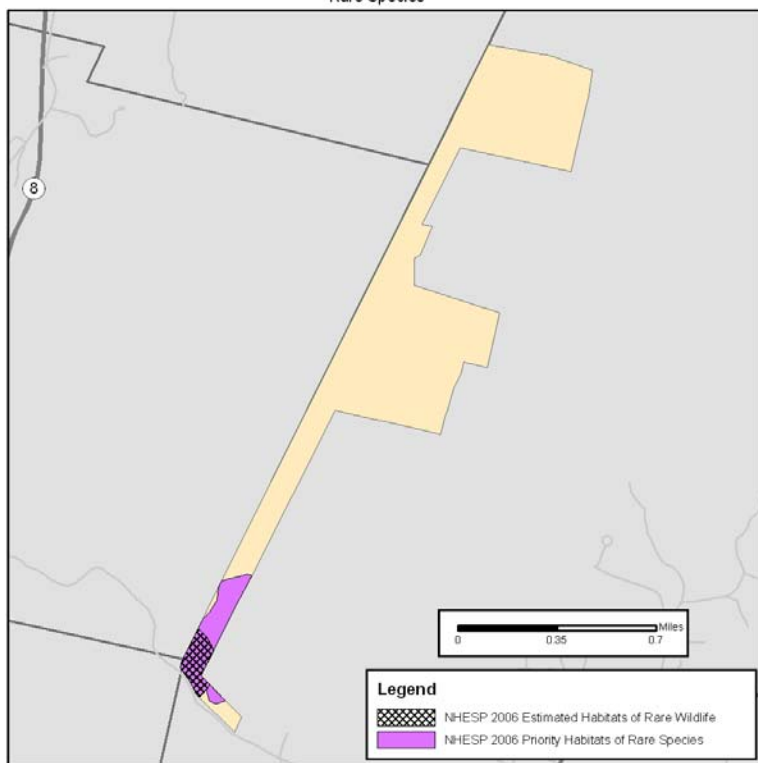 Rare Species
8
Miles
0 0.35 0.7
Legend
NHESP 2006 Estimated Habitats of Rare Wildlife
NHESP 2006 Priority Habitats of Rare Species